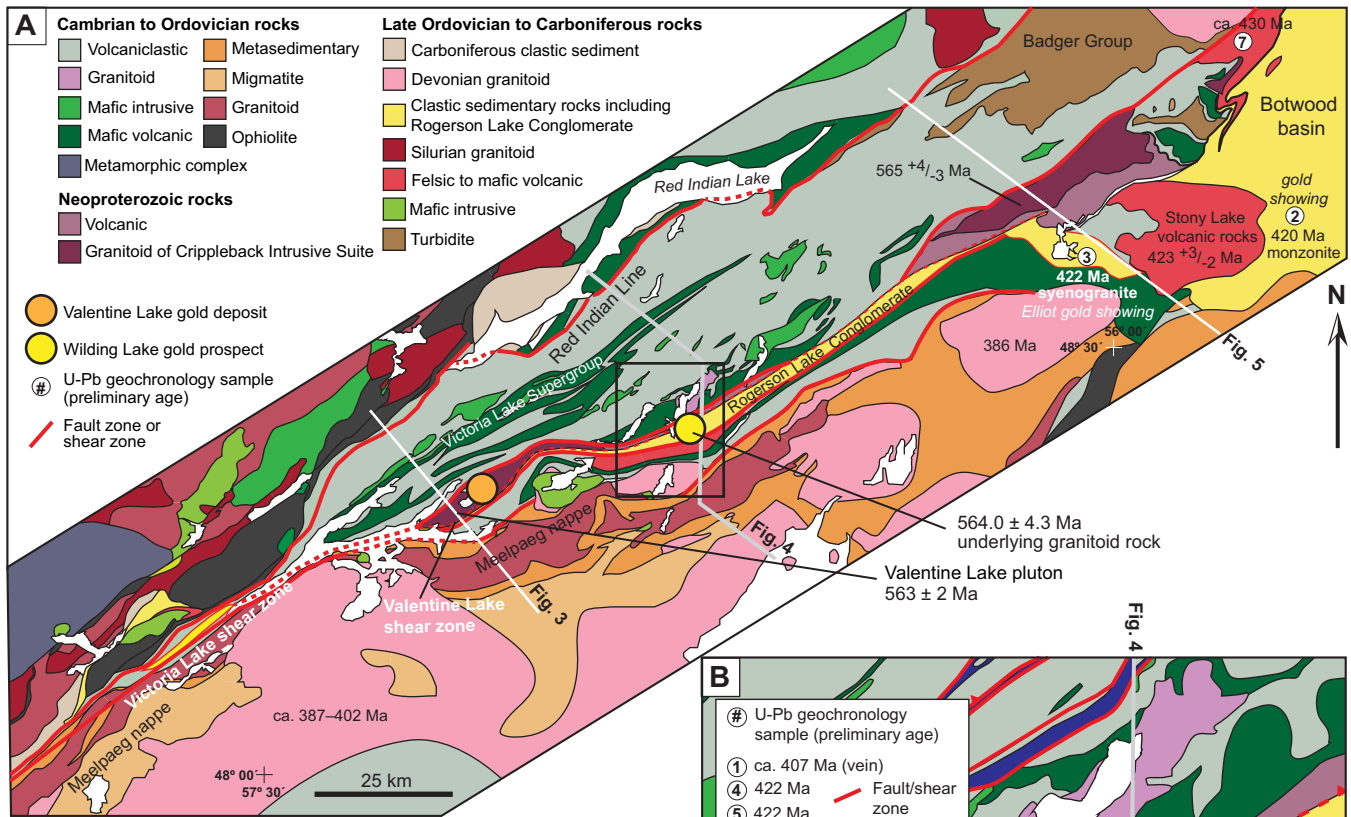 A
Cambrian to Ordovician rocks
Volcaniclastic
Granitoid
Mafic intrusive
Mafic volcanic
Metamorphic complex
Metasedimentary
Migmatite
Granitoid
Ophiolite
Neoproterozoic rocks
Volcanic
Granitoid of Crippleback Intrusive Suite
Late Ordovician to Carboniferous rocks
Carboniferous clastic sediment
Devonian granitoid
Clastic sedimentary rocks including
Rogerson Lake Conglomerate
Silurian granitoid
Felsic to mafic volcanic
Mafic intrusive
Turbidite
Valentine Lake gold deposit
Wilding Lake gold prospect
# U-Pb geochronology sample
(preliminary age)
Fault zone or
shear zone
Badger Group
ca. 430 Ma
7
Botwood
basin
565 +4/-3 Ma
Red Indian Lake
gold
showing
2
420 Ma
monzonite
Stony Lake
volcanic rocks
423 +3/-2 Ma
3
422 Ma
syenogranite
Elliot gold showing
56º 00´
48º 30´
386 Ma
Fig. 5
N
Red Indian Line
Victoria Lake Supergroup
Rogerson Lake Conglomerate
Meelpaeg nappe
Fig. 4
Fig. 3
564.0 ± 4.3 Ma
underlying granitoid rock
Valentine Lake pluton
563 ± 2 Ma
Valentine Lake
shear zone
Victoria Lake shear zone
Meelpaeg nappe
ca. 387–402 Ma
48º 00´
57º 30´
25 km
Fig. 4
B
# U-Pb geochronology
sample (preliminary age)
1 ca. 407 Ma (vein)
4 422 Ma
5 422 Ma
Fault/shear
zone